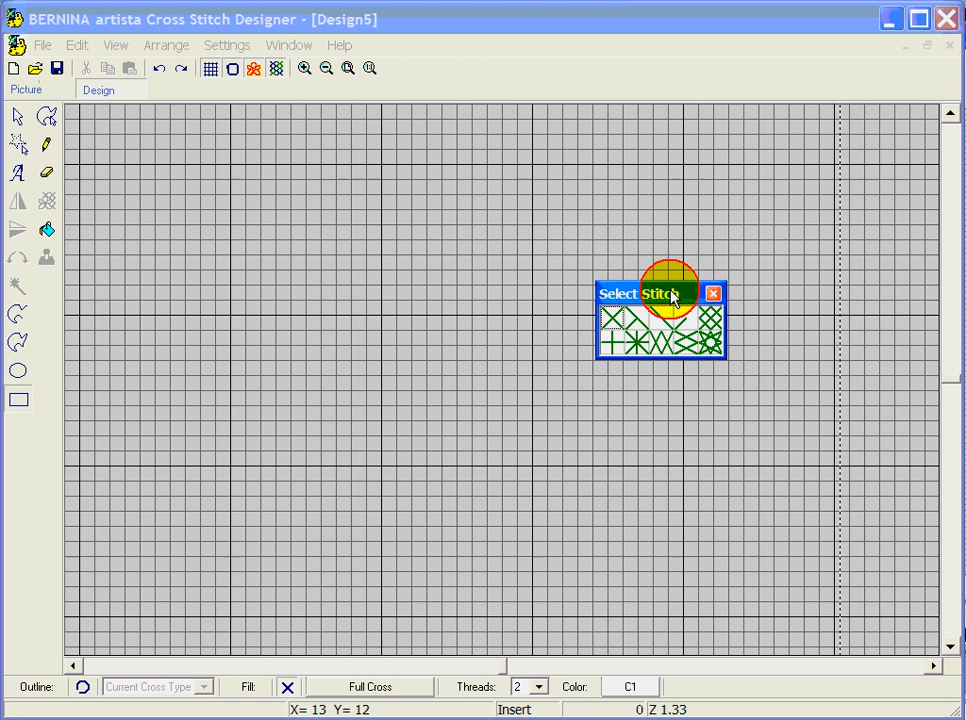 BERNINA artista Cross Stitch Designer - [Design5]
File Edit View Arrange Settings Window Help
Picture Design
Select Stitch
Outline: Current Cross Type Fill: Full Cross Threads: 2 Color: C1
X= 13 Y= 12 Insert 0 Z 1.33